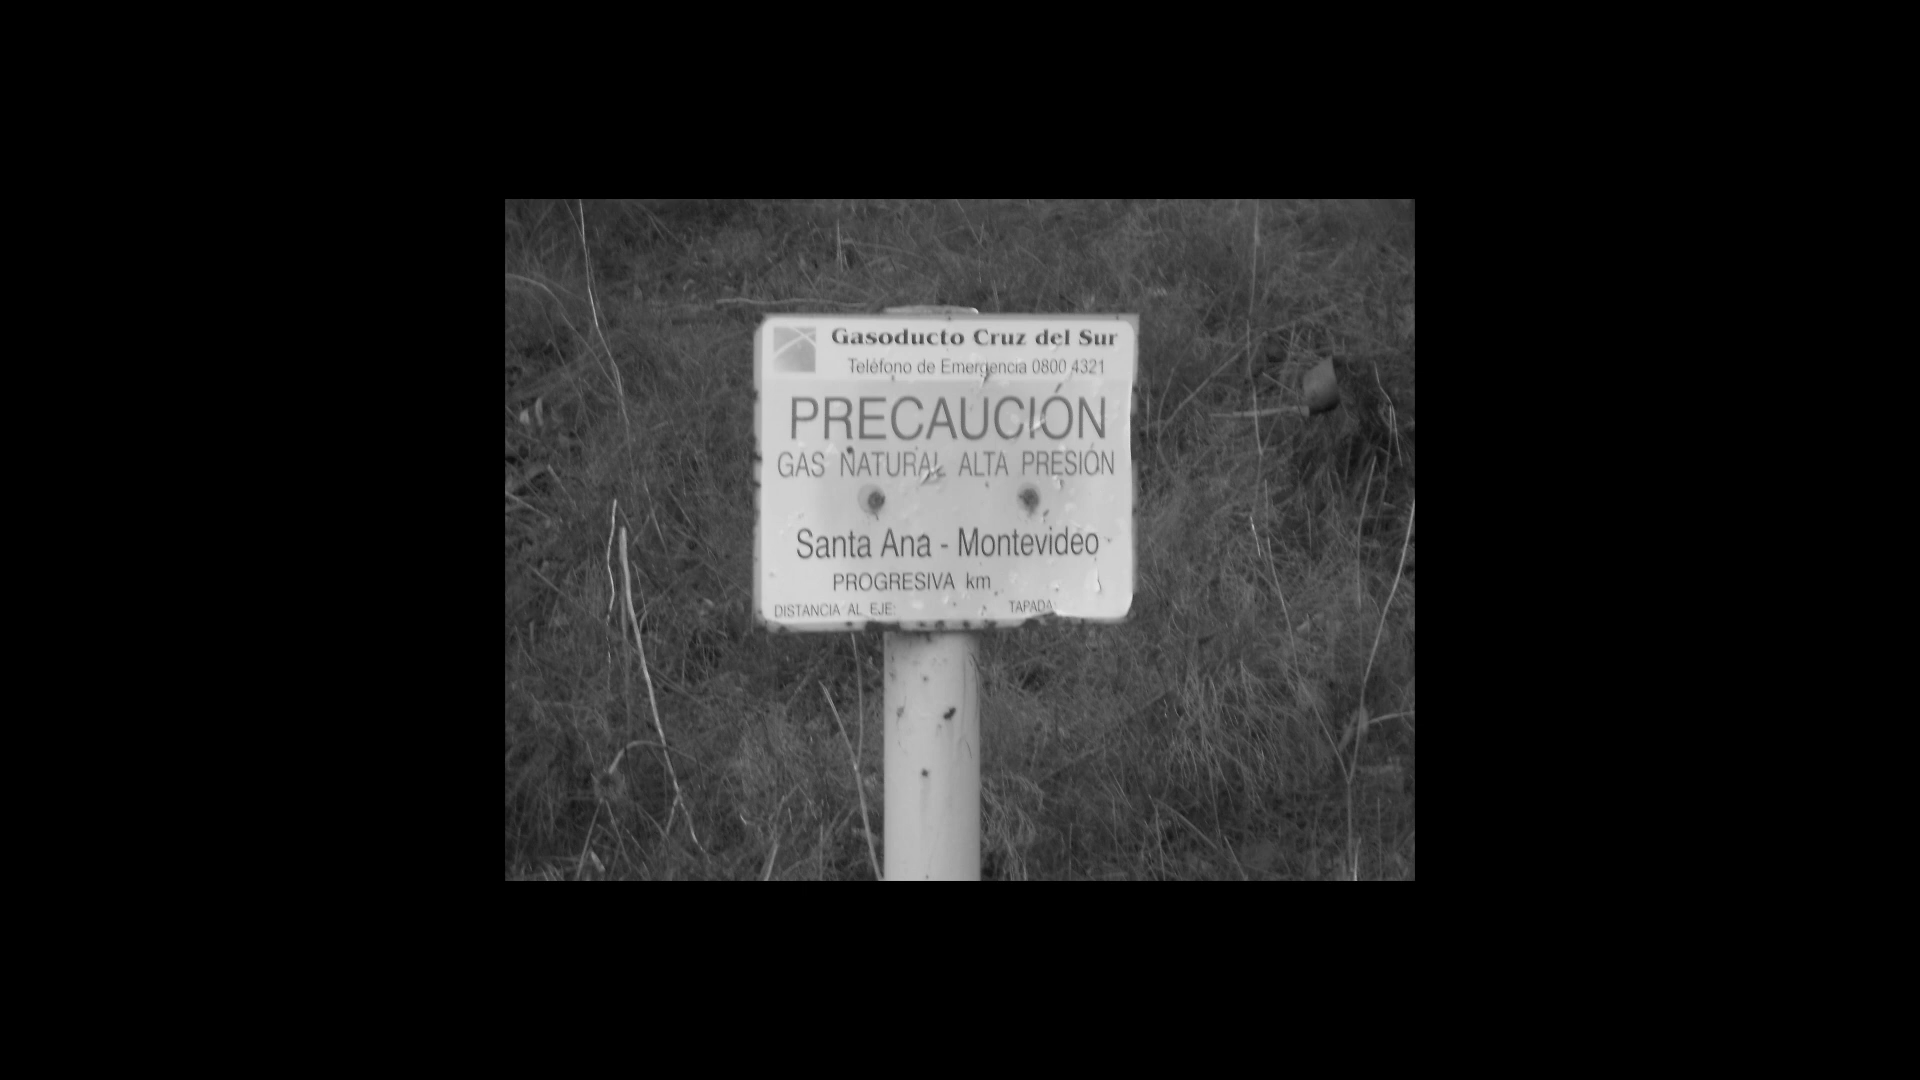 Gasoducto Cruz del Sur
Teléfono de Emergencia 0800 4321
PRECAUCIÓN
GAS NATURAL ALTA PRESIÓN
Santa Ana - Montevideo
PROGRESIVA km
DISTANCIA AL EJE: TAPADA: